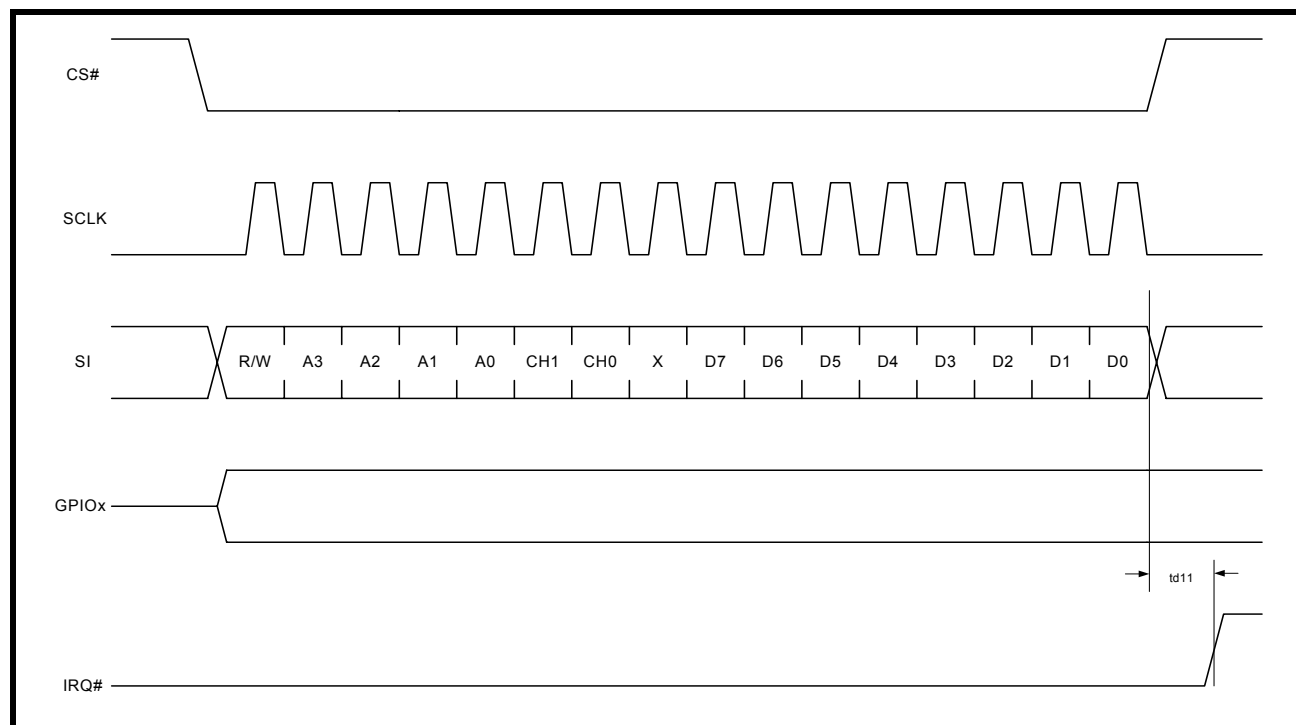 CS#
SCLK
SI R/W A3 A2 A1 A0 CH1 CH0 X D7 D6 D5 D4 D3 D2 D1 D0
GPIOx
td11
IRQ#